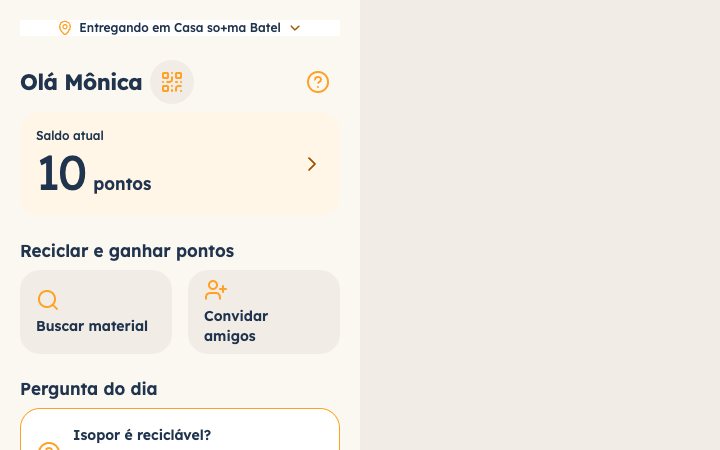 Entregando em Casa so+ma Batel
Olá Mônica
Saldo atual
10 pontos
Reciclar e ganhar pontos
Buscar material
Convidar
amigos
Pergunta do dia
Isopor é reciclável?